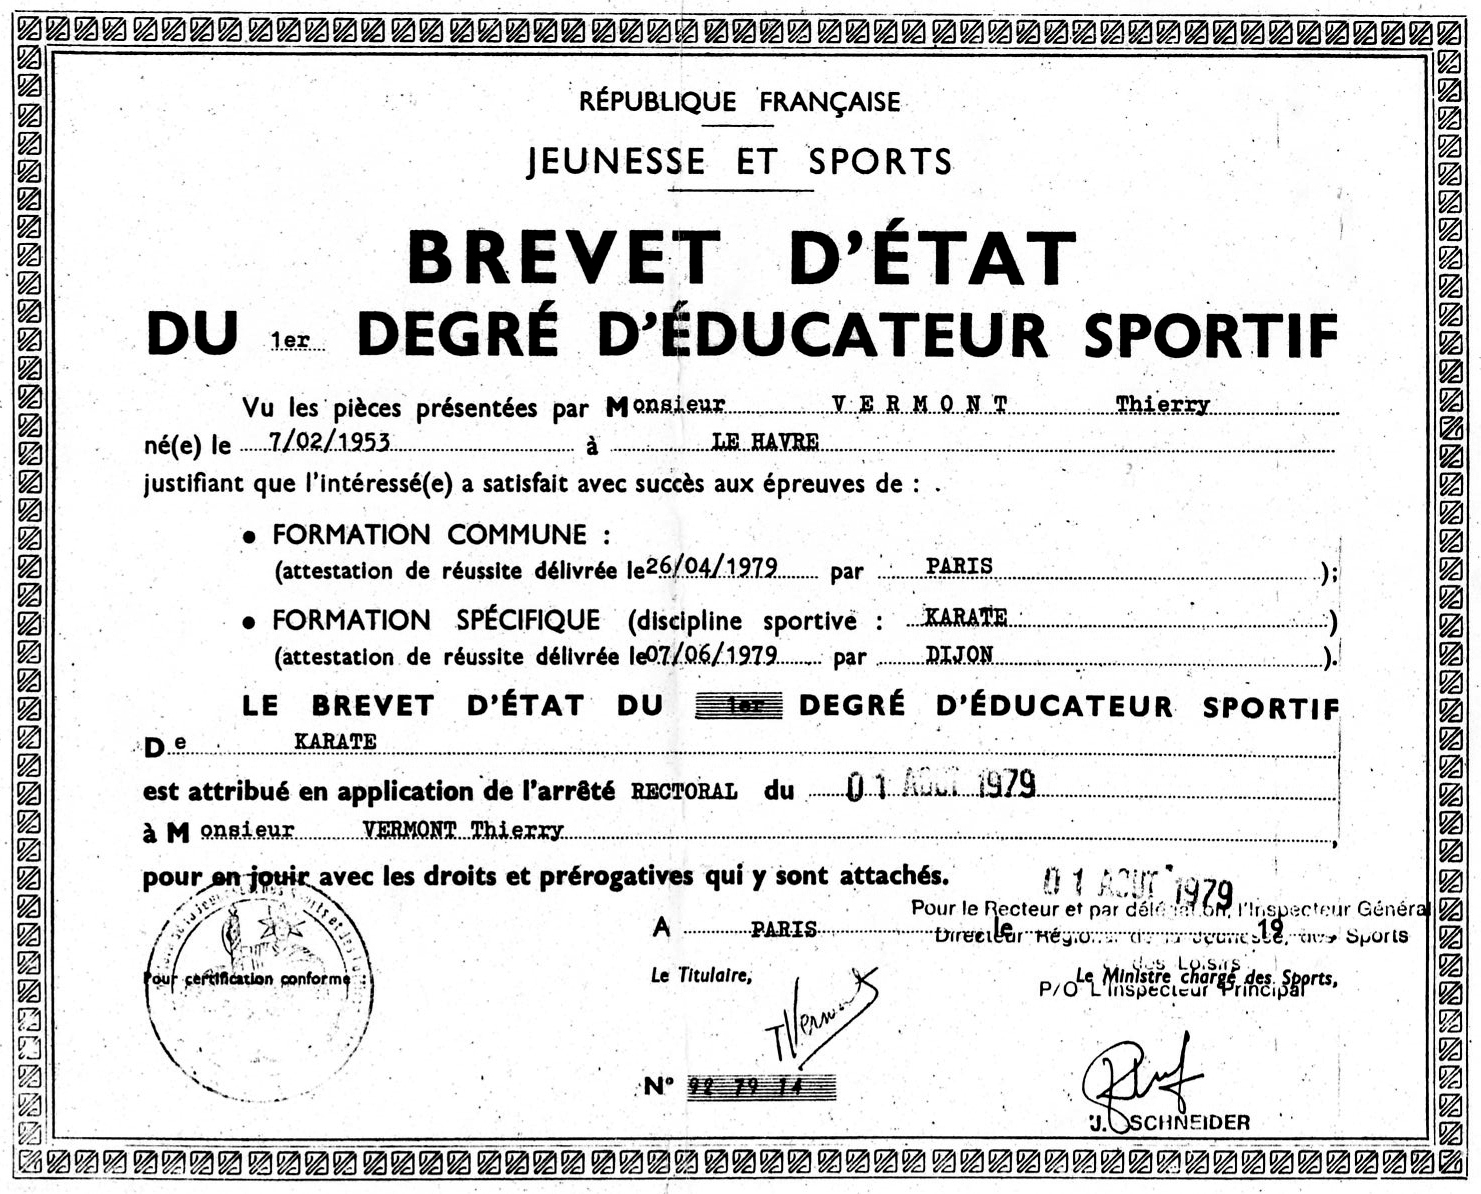 RÉPUBLIQUE FRANÇAISE
JEUNESSE ET SPORTS
BREVET D'ÉTAT
DU 1er DEGRÉ D'ÉDUCATEUR SPORTIF
Vu les pièces présentées par Monsieur VERMONT Thierry
né(e) le 7/02/1953 à LE HAVRE
justifiant que l'intéressé(e) a satisfait avec succès aux épreuves de :
• FORMATION COMMUNE :
(attestation de réussite délivrée le 26/04/1979 par PARIS );
• FORMATION SPÉCIFIQUE (discipline sportive : KARATE )
(attestation de réussite délivrée le 07/06/1979 par DIJON ).
LE BREVET D'ÉTAT DU 1er DEGRÉ D'ÉDUCATEUR SPORTIF
De KARATE
est attribué en application de l'arrêté RECTORAL du 01 AOUT 1979
à Monsieur VERMONT Thierry ,
pour en jouir avec les droits et prérogatives qui y sont attachés.
01 AOUT 1979
Pour le Recteur et par délégation, l'Inspecteur Général
A PARIS le 19
Directeur Régional de la Jeunesse, des Sports
et des Loisirs
Le Titulaire,
Le Ministre chargé des Sports,
Pour certification conforme :
P/O L'Inspecteur Principal
TVermont
N° 92 79 14
J. SCHNEIDER